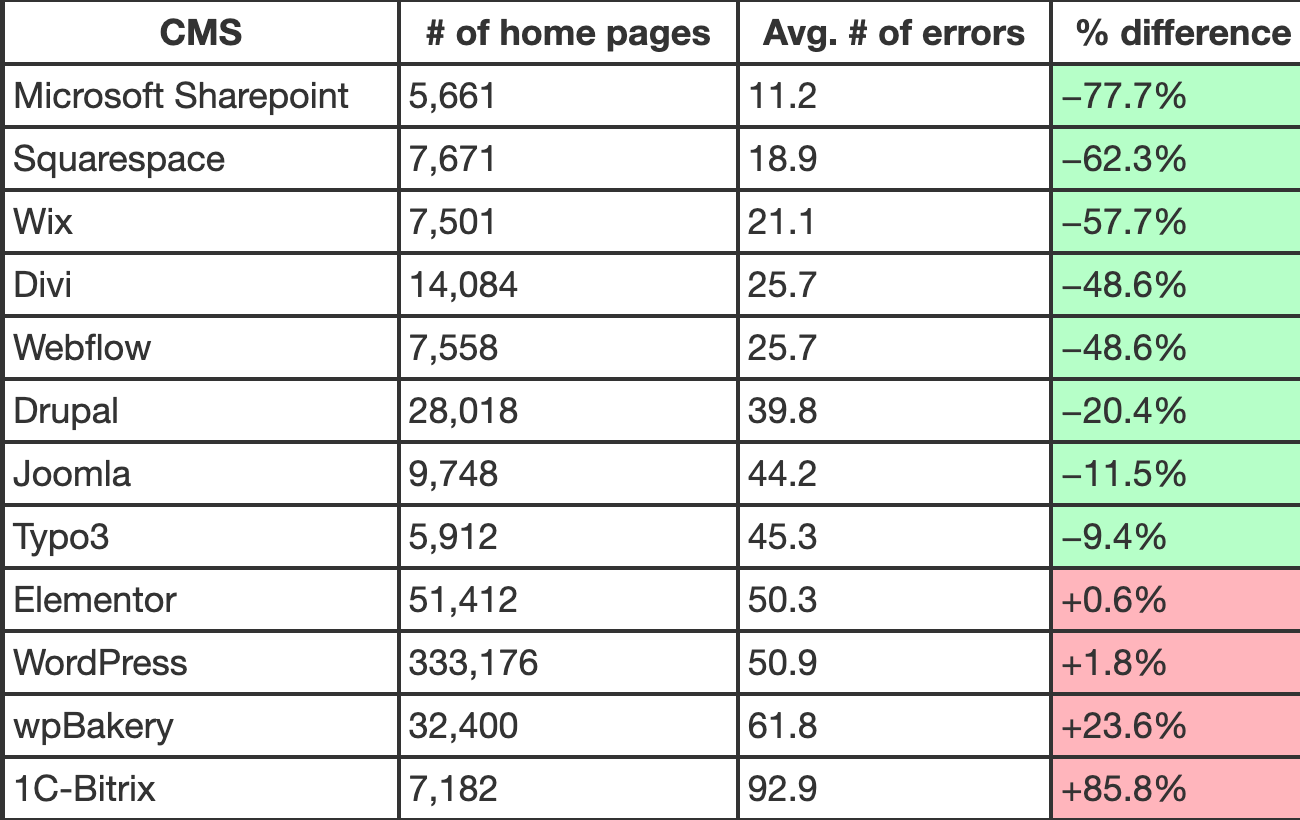 CMS # of home pages Avg. # of errors % difference
Microsoft Sharepoint 5,661 11.2 −77.7%
Squarespace 7,671 18.9 −62.3%
Wix 7,501 21.1 −57.7%
Divi 14,084 25.7 −48.6%
Webflow 7,558 25.7 −48.6%
Drupal 28,018 39.8 −20.4%
Joomla 9,748 44.2 −11.5%
Typo3 5,912 45.3 −9.4%
Elementor 51,412 50.3 +0.6%
WordPress 333,176 50.9 +1.8%
wpBakery 32,400 61.8 +23.6%
1C-Bitrix 7,182 92.9 +85.8%